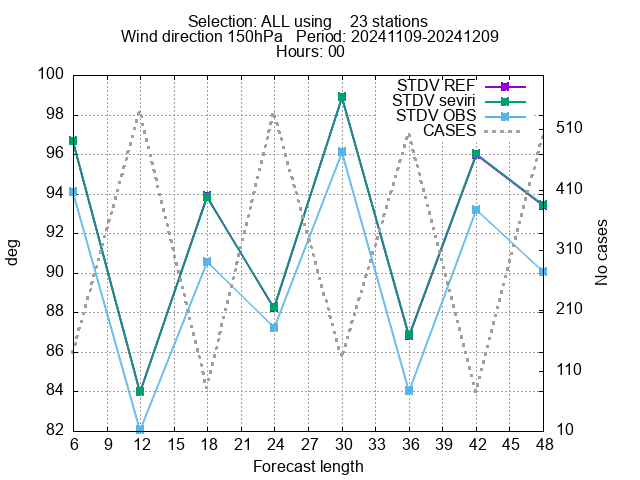 Selection: ALL using    23 stations
Wind direction 150hPa   Period: 20241109-20241209
Hours: 00
STDV REF
STDV seviri
STDV OBS
CASES
100
98
96
94
92
90
88
86
84
82
deg
510
410
310
210
110
10
No cases
6 9 12 15 18 21 24 27 30 33 36 39 42 45 48
Forecast length